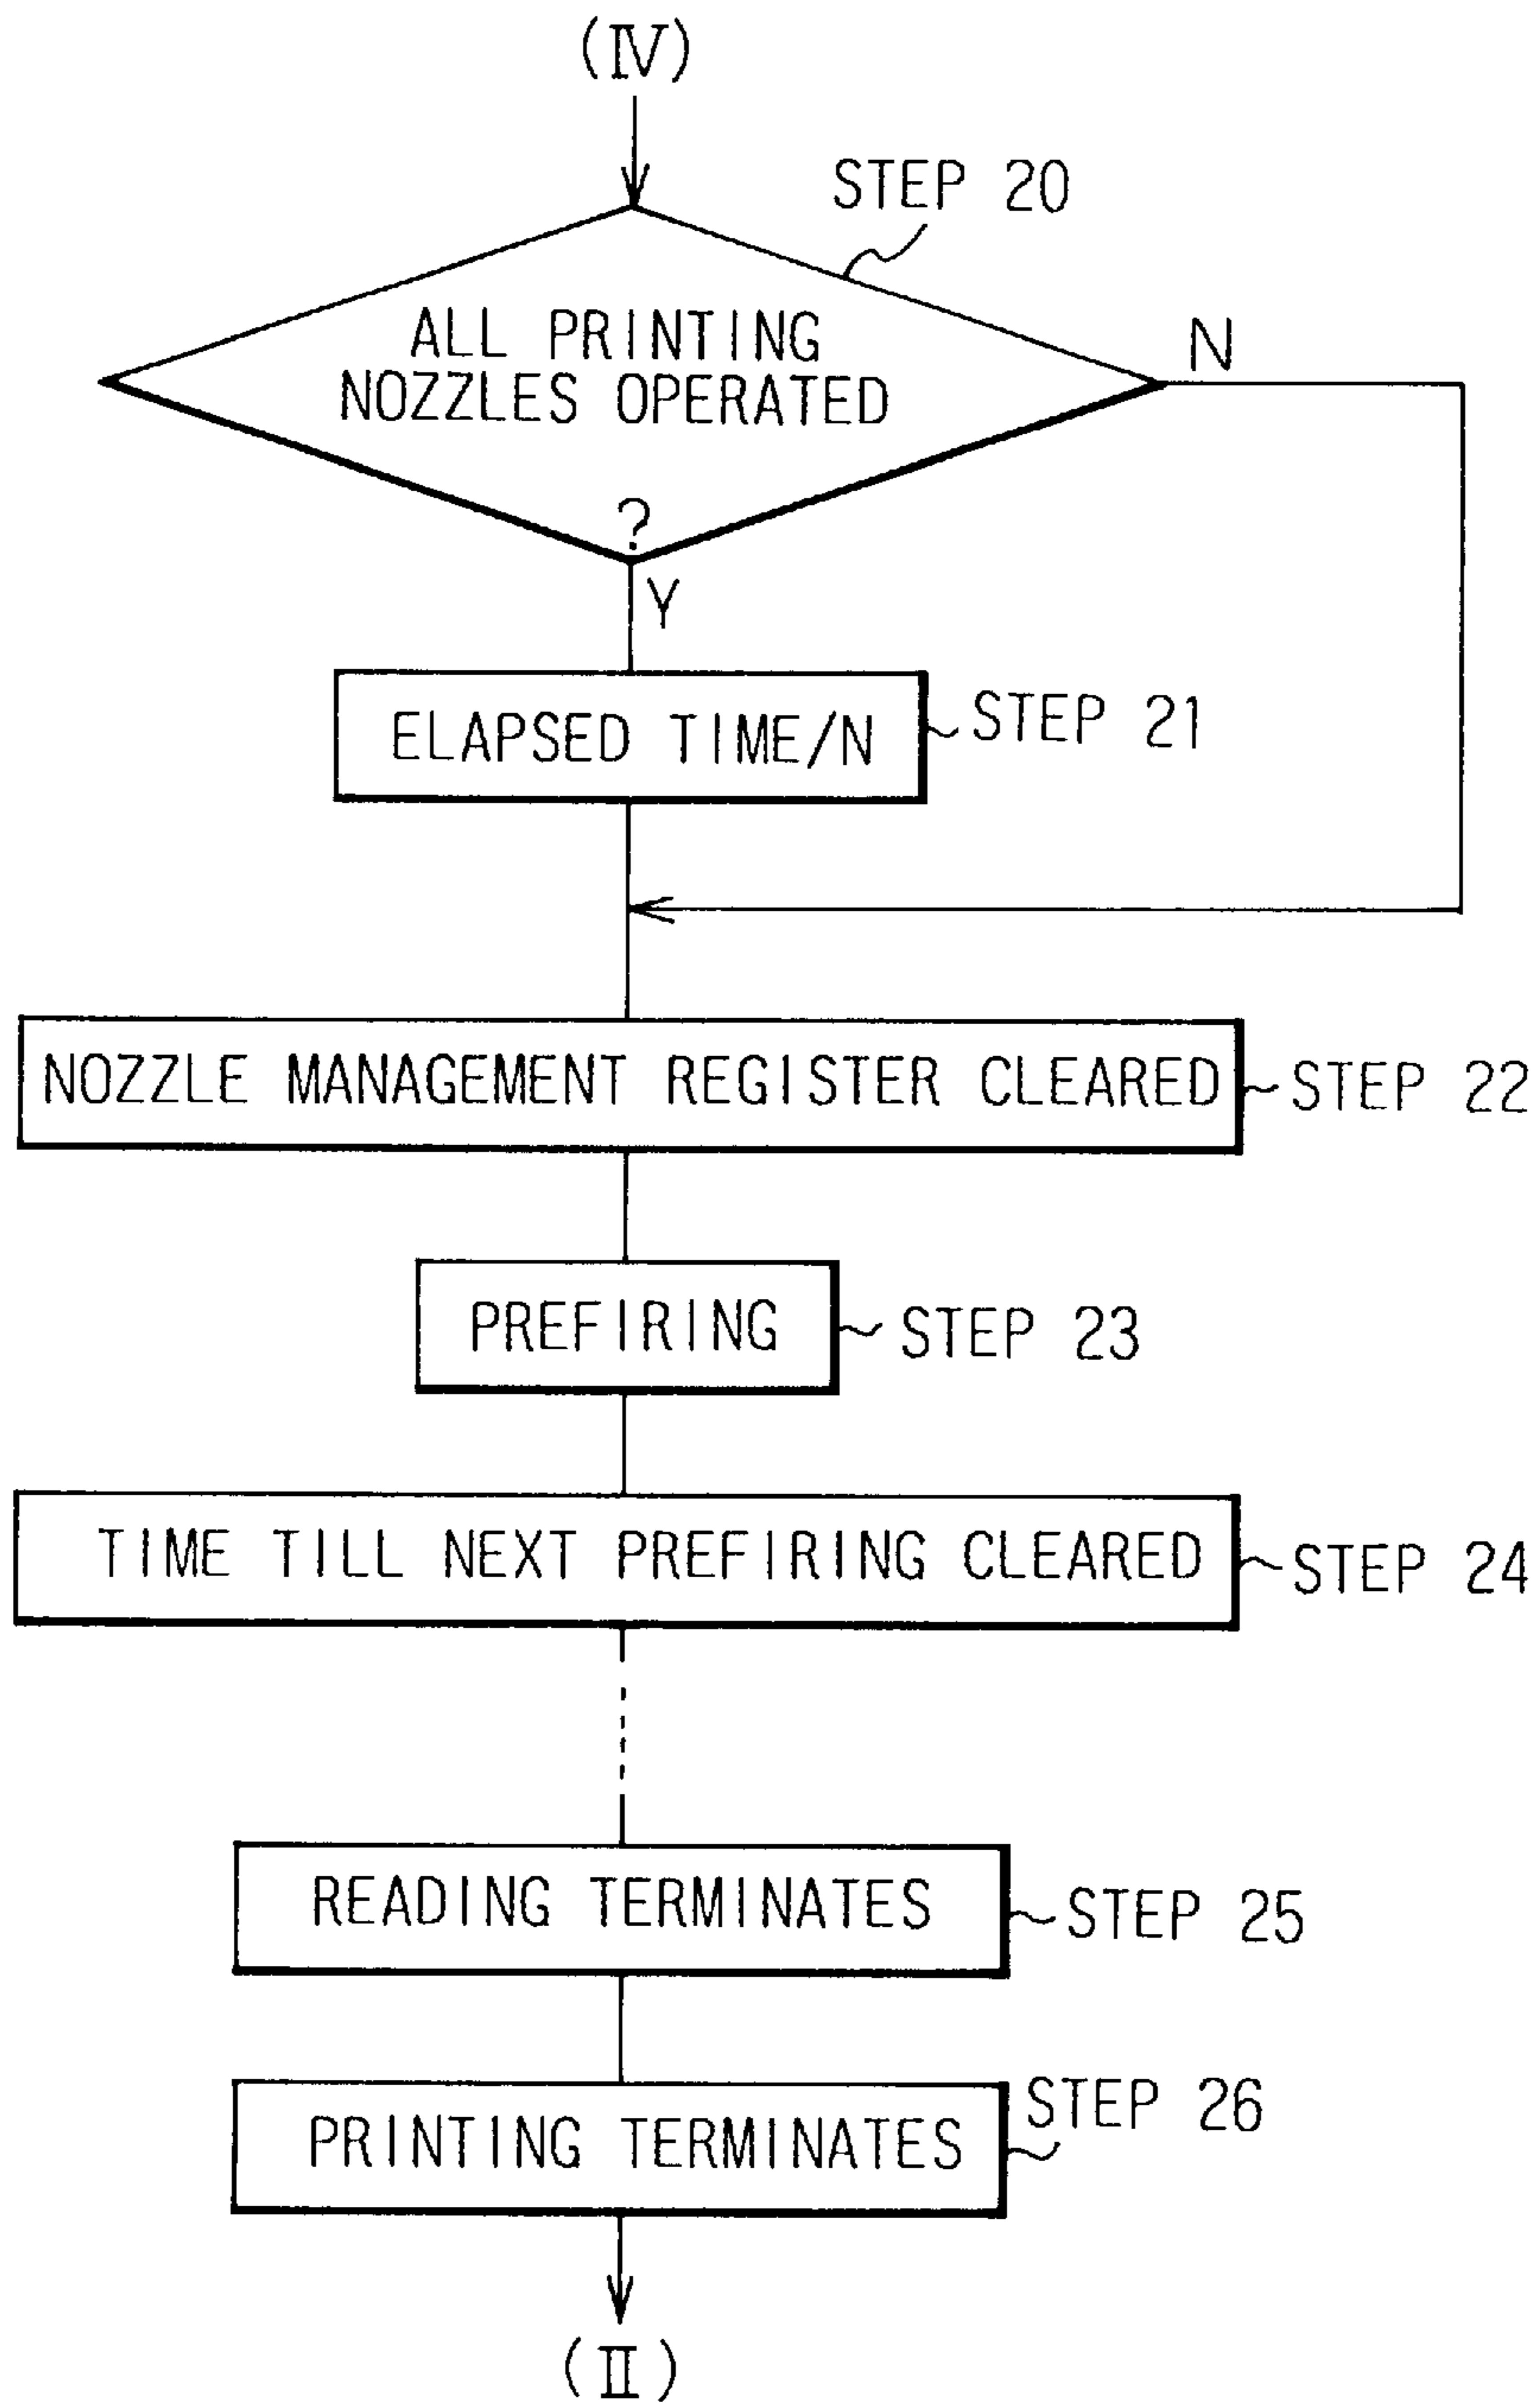 (IV)
STEP 20
ALL PRINTING
NOZZLES OPERATED
?
N
Y
ELAPSED TIME/N
STEP 21
NOZZLE MANAGEMENT REGISTER CLEARED
STEP 22
PREFIRING
STEP 23
TIME TILL NEXT PREFIRING CLEARED
STEP 24
READING TERMINATES
STEP 25
PRINTING TERMINATES
STEP 26
(II)